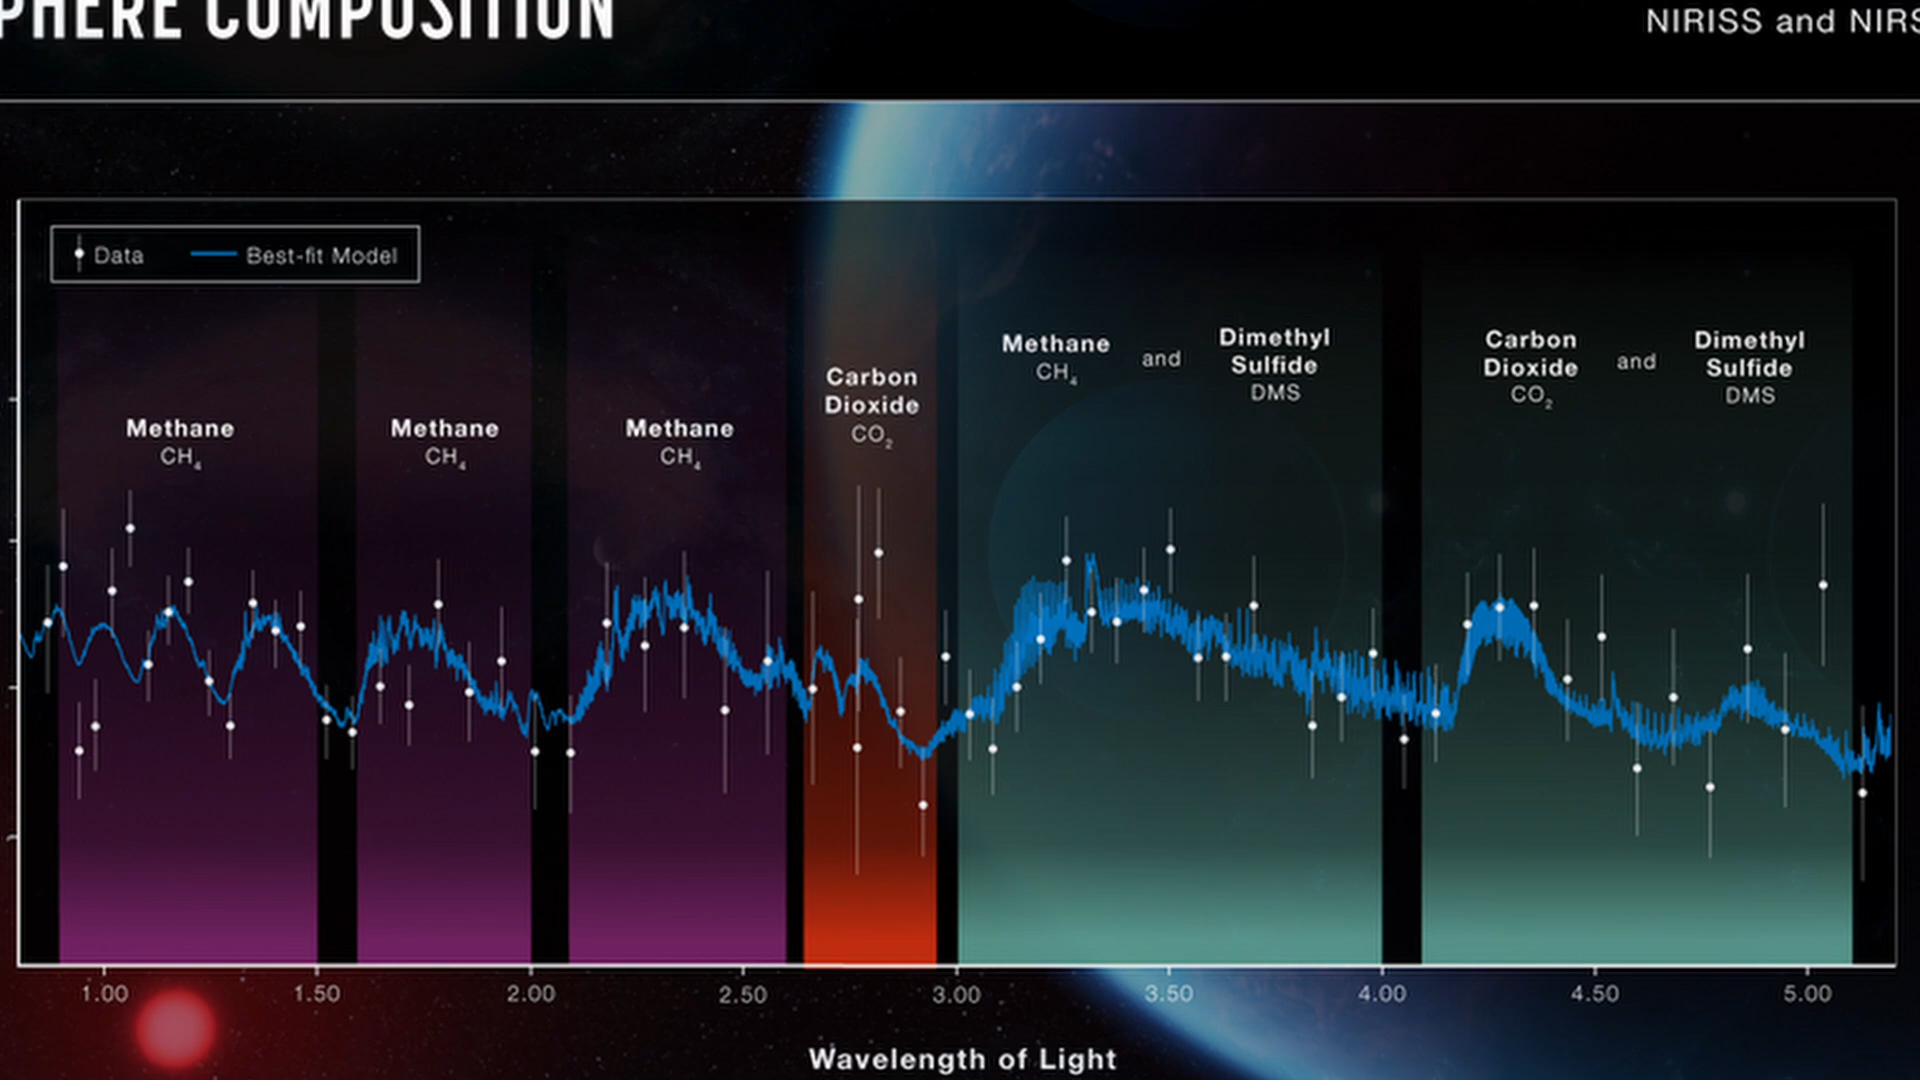 PHERE COMPOSITION
NIRISS and NIRS
Data
Best-fit Model
Methane
CH₄
Methane
CH₄
Methane
CH₄
Carbon
Dioxide
CO₂
Methane
CH₄
and
Dimethyl
Sulfide
DMS
Carbon
Dioxide
CO₂
and
Dimethyl
Sulfide
DMS
1.00 1.50 2.00 2.50 3.00 3.50 4.00 4.50 5.00
Wavelength of Light